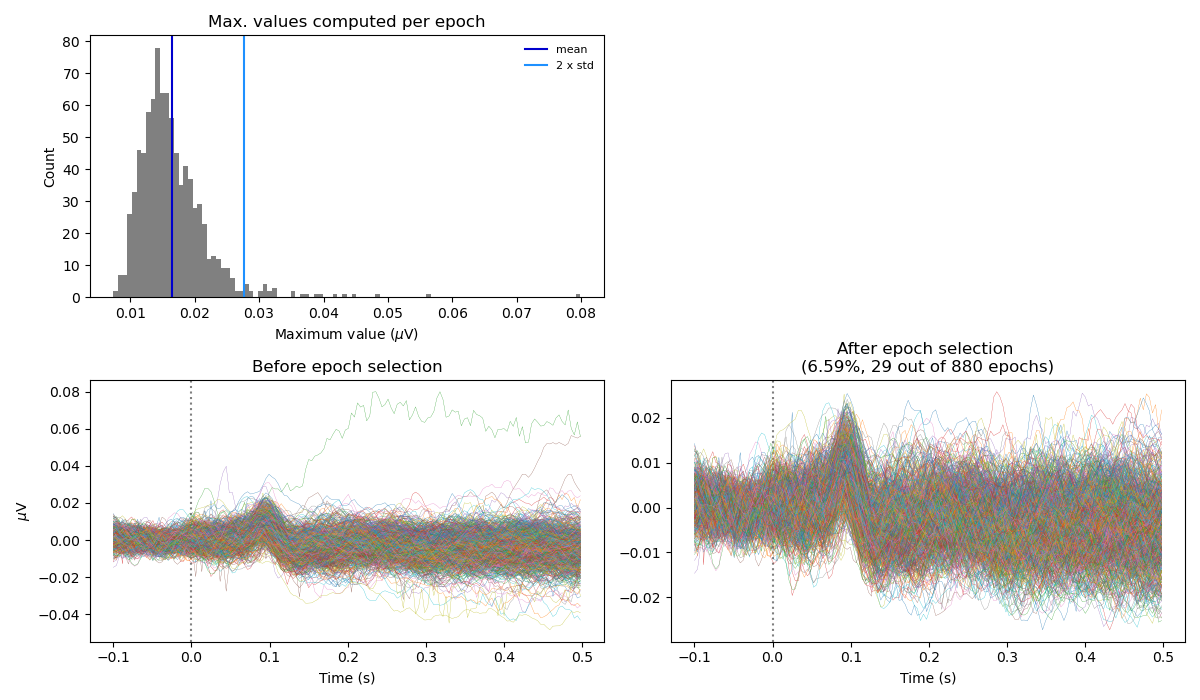 Max. values computed per epoch
mean
2 x std
80
70
60
50
40
30
20
10
0
Count
0.01 0.02 0.03 0.04 0.05 0.06 0.07 0.08
Maximum value (μV)
Before epoch selection
0.08
0.06
0.04
0.02
0.00
−0.02
−0.04
μV
−0.1 0.0 0.1 0.2 0.3 0.4 0.5
Time (s)
After epoch selection
(6.59%, 29 out of 880 epochs)
0.02
0.01
0.00
−0.01
−0.02
−0.1 0.0 0.1 0.2 0.3 0.4 0.5
Time (s)